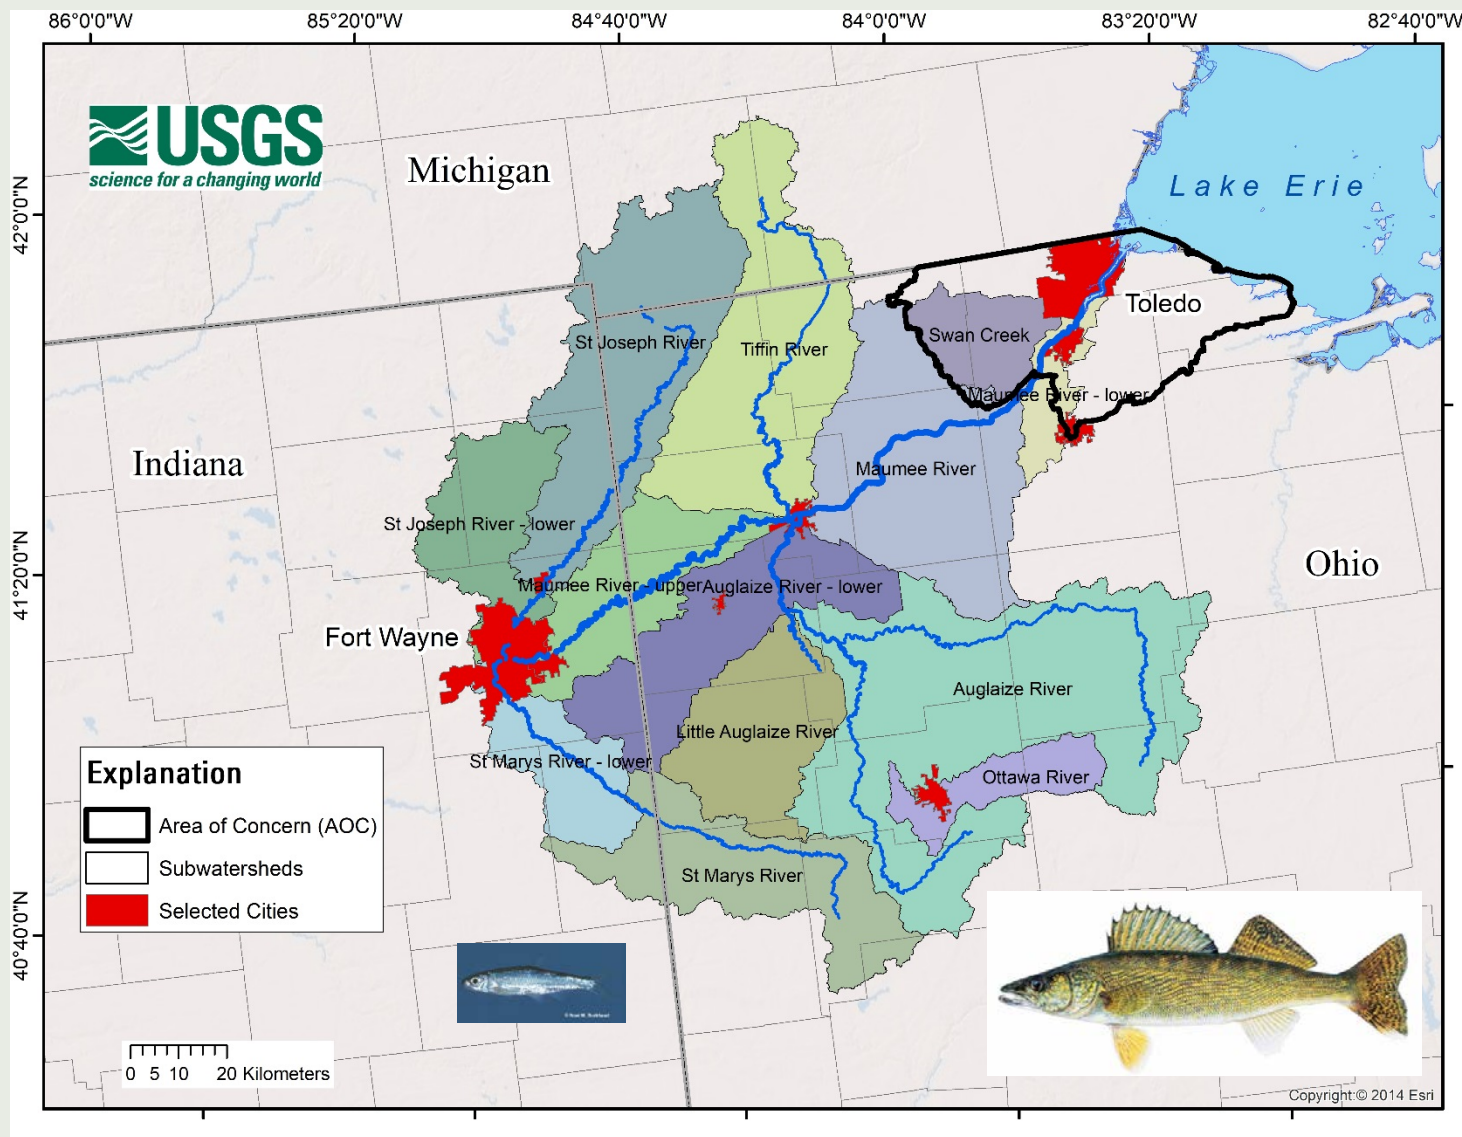 86°0'0"W
85°20'0"W
84°40'0"W
84°0'0"W
83°20'0"W
82°40'0"W
USGS
science for a changing world
Michigan
Lake Erie
42°0'0"N
Toledo
Swan Creek
St Joseph River
Tiffin River
Maumee River - lower
Indiana
Maumee River
St Joseph River - lower
41°20'0"N
Ohio
Maumee River - upper
Auglaize River - lower
Fort Wayne
Auglaize River
Little Auglaize River
St Marys River - lower
Ottawa River
Explanation
Area of Concern (AOC)
Subwatersheds
Selected Cities
St Marys River
40°40'0"N
0 5 10 20 Kilometers
Copyright:© 2014 Esri